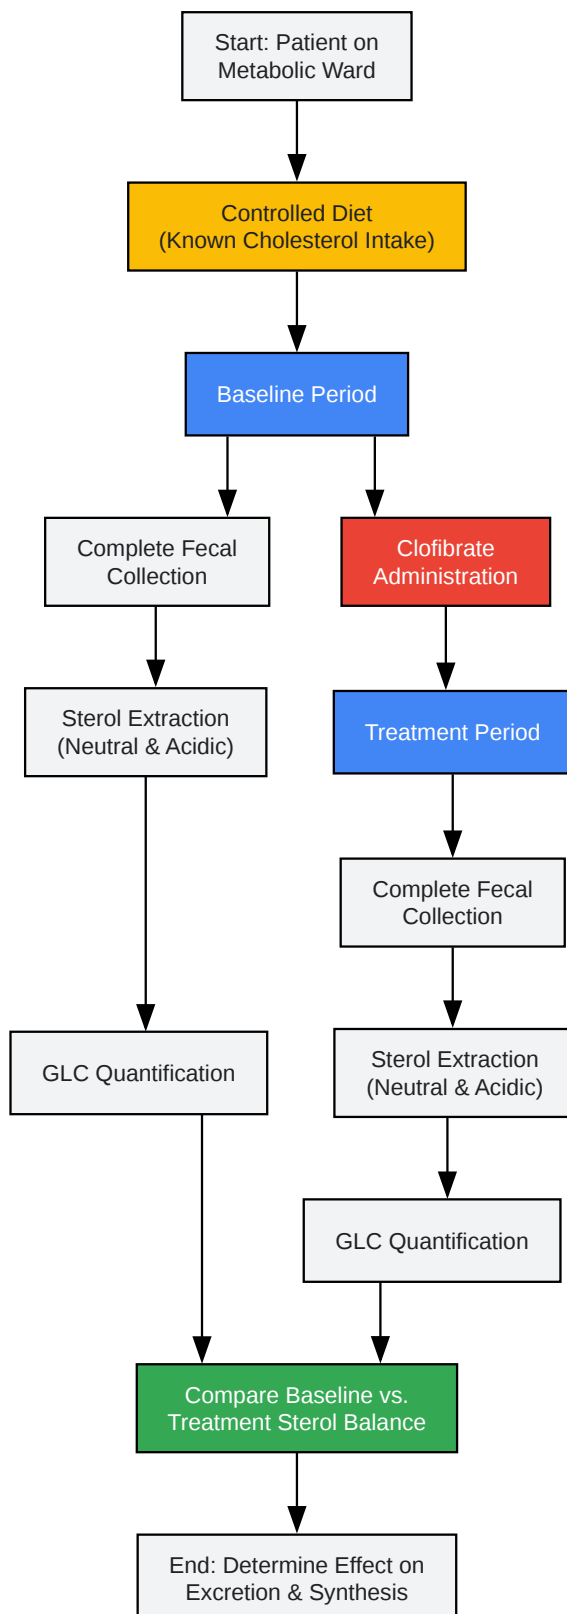 Start: Patient on
Metabolic Ward
Controlled Diet
(Known Cholesterol Intake)
Baseline Period
Complete Fecal
Collection
Clofibrate
Administration
Sterol Extraction
(Neutral & Acidic)
Treatment Period
Complete Fecal
Collection
GLC Quantification
Sterol Extraction
(Neutral & Acidic)
GLC Quantification
Compare Baseline vs.
Treatment Sterol Balance
End: Determine Effect on
Excretion & Synthesis